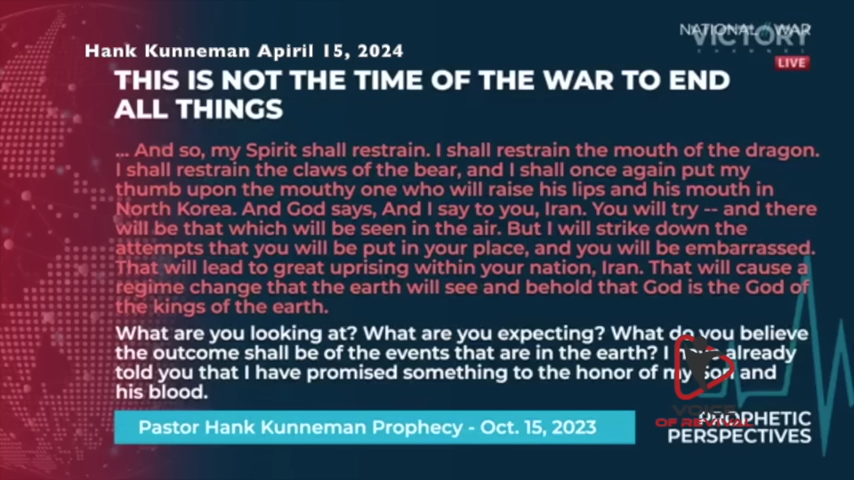 NATIONAL // WAR
VICTORY
LIVE
Hank Kunneman Apiril 15, 2024
THIS IS NOT THE TIME OF THE WAR TO END
ALL THINGS
... And so, my Spirit shall restrain. I shall restrain the mouth of the dragon.
I shall restrain the claws of the bear, and I shall once again put my
thumb upon the mouthy one who will raise his lips and his mouth in
North Korea. And God says, And I say to you, Iran. You will try -- and there
will be that which will be seen in the air. But I will strike down the
attempts that you will be put in your place, and you will be embarrassed.
That will lead to great uprising within your nation, Iran. That will cause a
regime change that the earth will see and behold that God is the God of
the kings of the earth.
What are you looking at? What are you expecting? What do you believe
the outcome shall be of the events that are in the earth? I have already
told you that I have promised something to the honor of my Son and
his blood.
Pastor Hank Kunneman Prophecy - Oct. 15, 2023
VOICE
OF REVIVAL
PROPHETIC
PERSPECTIVES